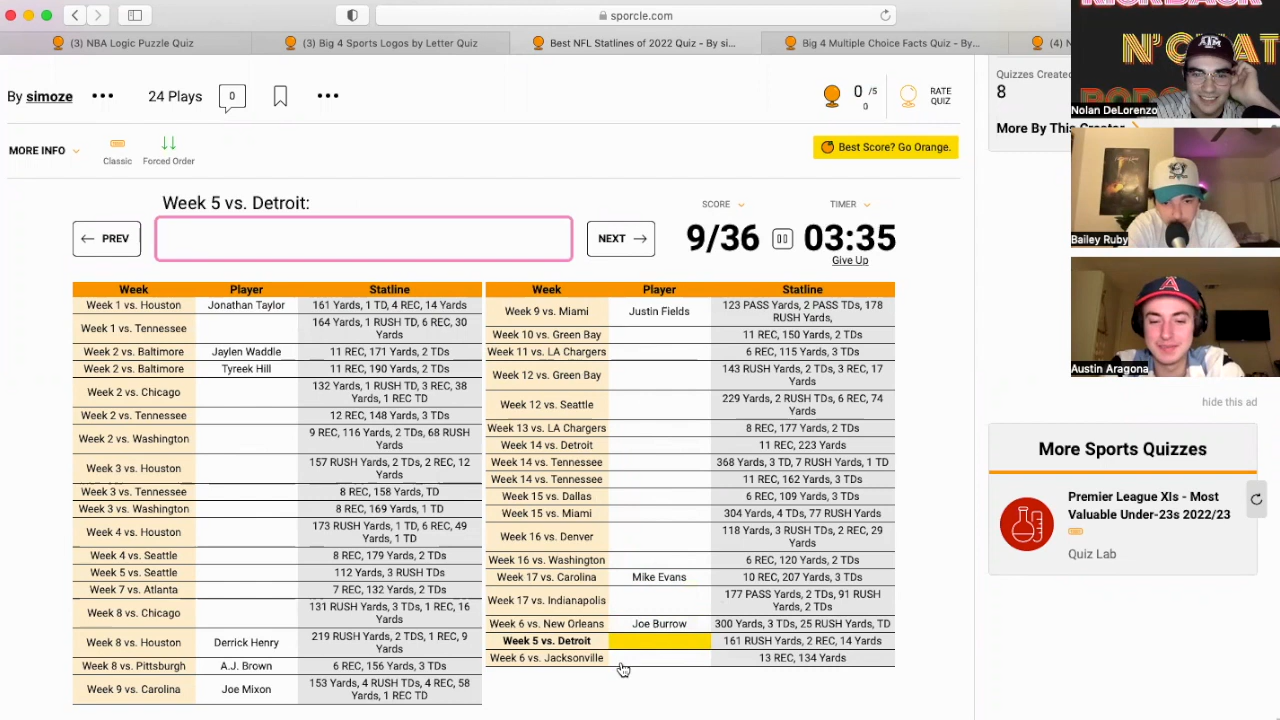 sporcle.com
(3) NBA Logic Puzzle Quiz
(3) Big 4 Sports Logos by Letter Quiz
Best NFL Statlines of 2022 Quiz - By si...
Big 4 Multiple Choice Facts Quiz - By...
By simoze
24 Plays
0
0 /5
0
RATE
QUIZ
MORE INFO
Classic
Forced Order
Best Score? Go Orange.
Week 5 vs. Detroit:
PREV
NEXT
SCORE
9/36
TIMER
03:35
Give Up
Week Player Statline
Week 1 vs. Houston Jonathan Taylor 161 Yards, 1 TD, 4 REC, 14 Yards
Week 1 vs. Tennessee 164 Yards, 1 RUSH TD, 6 REC, 30
Yards
Week 2 vs. Baltimore Jaylen Waddle 11 REC, 171 Yards, 2 TDs
Week 2 vs. Baltimore Tyreek Hill 11 REC, 190 Yards, 2 TDs
Week 2 vs. Chicago 132 Yards, 1 RUSH TD, 3 REC, 38
Yards, 1 REC TD
Week 2 vs. Tennessee 12 REC, 148 Yards, 3 TDs
Week 2 vs. Washington 9 REC, 116 Yards, 2 TDs, 68 RUSH
Yards
Week 3 vs. Houston 157 RUSH Yards, 2 TDs, 2 REC, 12
Yards
Week 3 vs. Tennessee 8 REC, 158 Yards, TD
Week 3 vs. Washington 8 REC, 169 Yards, 1 TD
Week 4 vs. Houston 173 RUSH Yards, 1 TD, 6 REC, 49
Yards, 1 TD
Week 4 vs. Seattle 8 REC, 179 Yards, 2 TDs
Week 5 vs. Seattle 112 Yards, 3 RUSH TDs
Week 7 vs. Atlanta 7 REC, 132 Yards, 2 TDs
Week 8 vs. Chicago 131 RUSH Yards, 3 TDs, 1 REC, 16
Yards
Week 8 vs. Houston Derrick Henry 219 RUSH Yards, 2 TDS, 1 REC, 9
Yards
Week 8 vs. Pittsburgh A.J. Brown 6 REC, 156 Yards, 3 TDs
Week 9 vs. Carolina Joe Mixon 153 Yards, 4 RUSH TDs, 4 REC, 58
Yards, 1 REC TD
Week Player Statline
Week 9 vs. Miami Justin Fields 123 PASS Yards, 2 PASS TDs, 178
RUSH Yards,
Week 10 vs. Green Bay 11 REC, 150 Yards, 2 TDs
Week 11 vs. LA Chargers 6 REC, 115 Yards, 3 TDs
Week 12 vs. Green Bay 143 RUSH Yards, 2 TDs, 3 REC, 17
Yards
Week 12 vs. Seattle 229 Yards, 2 RUSH TDs, 6 REC, 74
Yards
Week 13 vs. LA Chargers 8 REC, 177 Yards, 2 TDs
Week 14 vs. Detroit 11 REC, 223 Yards
Week 14 vs. Tennessee 368 Yards, 3 TD, 7 RUSH Yards, 1 TD
Week 14 vs. Tennessee 11 REC, 162 Yards, 3 TDs
Week 15 vs. Dallas 6 REC, 109 Yards, 3 TDs
Week 15 vs. Miami 304 Yards, 4 TDs, 77 RUSH Yards
Week 16 vs. Denver 118 Yards, 3 RUSH TDs, 2 REC, 29
Yards
Week 16 vs. Washington 6 REC, 120 Yards, 2 TDs
Week 17 vs. Carolina Mike Evans 10 REC, 207 Yards, 3 TDs
Week 17 vs. Indianapolis 177 PASS Yards, 2 TDs, 91 RUSH
Yards, 2 TDs
Week 6 vs. New Orleans Joe Burrow 300 Yards, 3 TDs, 25 RUSH Yards, TD
Week 5 vs. Detroit 161 RUSH Yards, 2 REC, 14 Yards
Week 6 vs. Jacksonville 13 REC, 134 Yards
Quizzes Created
8
More By This Creator
hide this ad
More Sports Quizzes
Premier League XIs - Most
Valuable Under-23s 2022/23
Quiz Lab
N'CHAT
Nolan DeLorenzo
Bailey Ruby
Austin Aragona